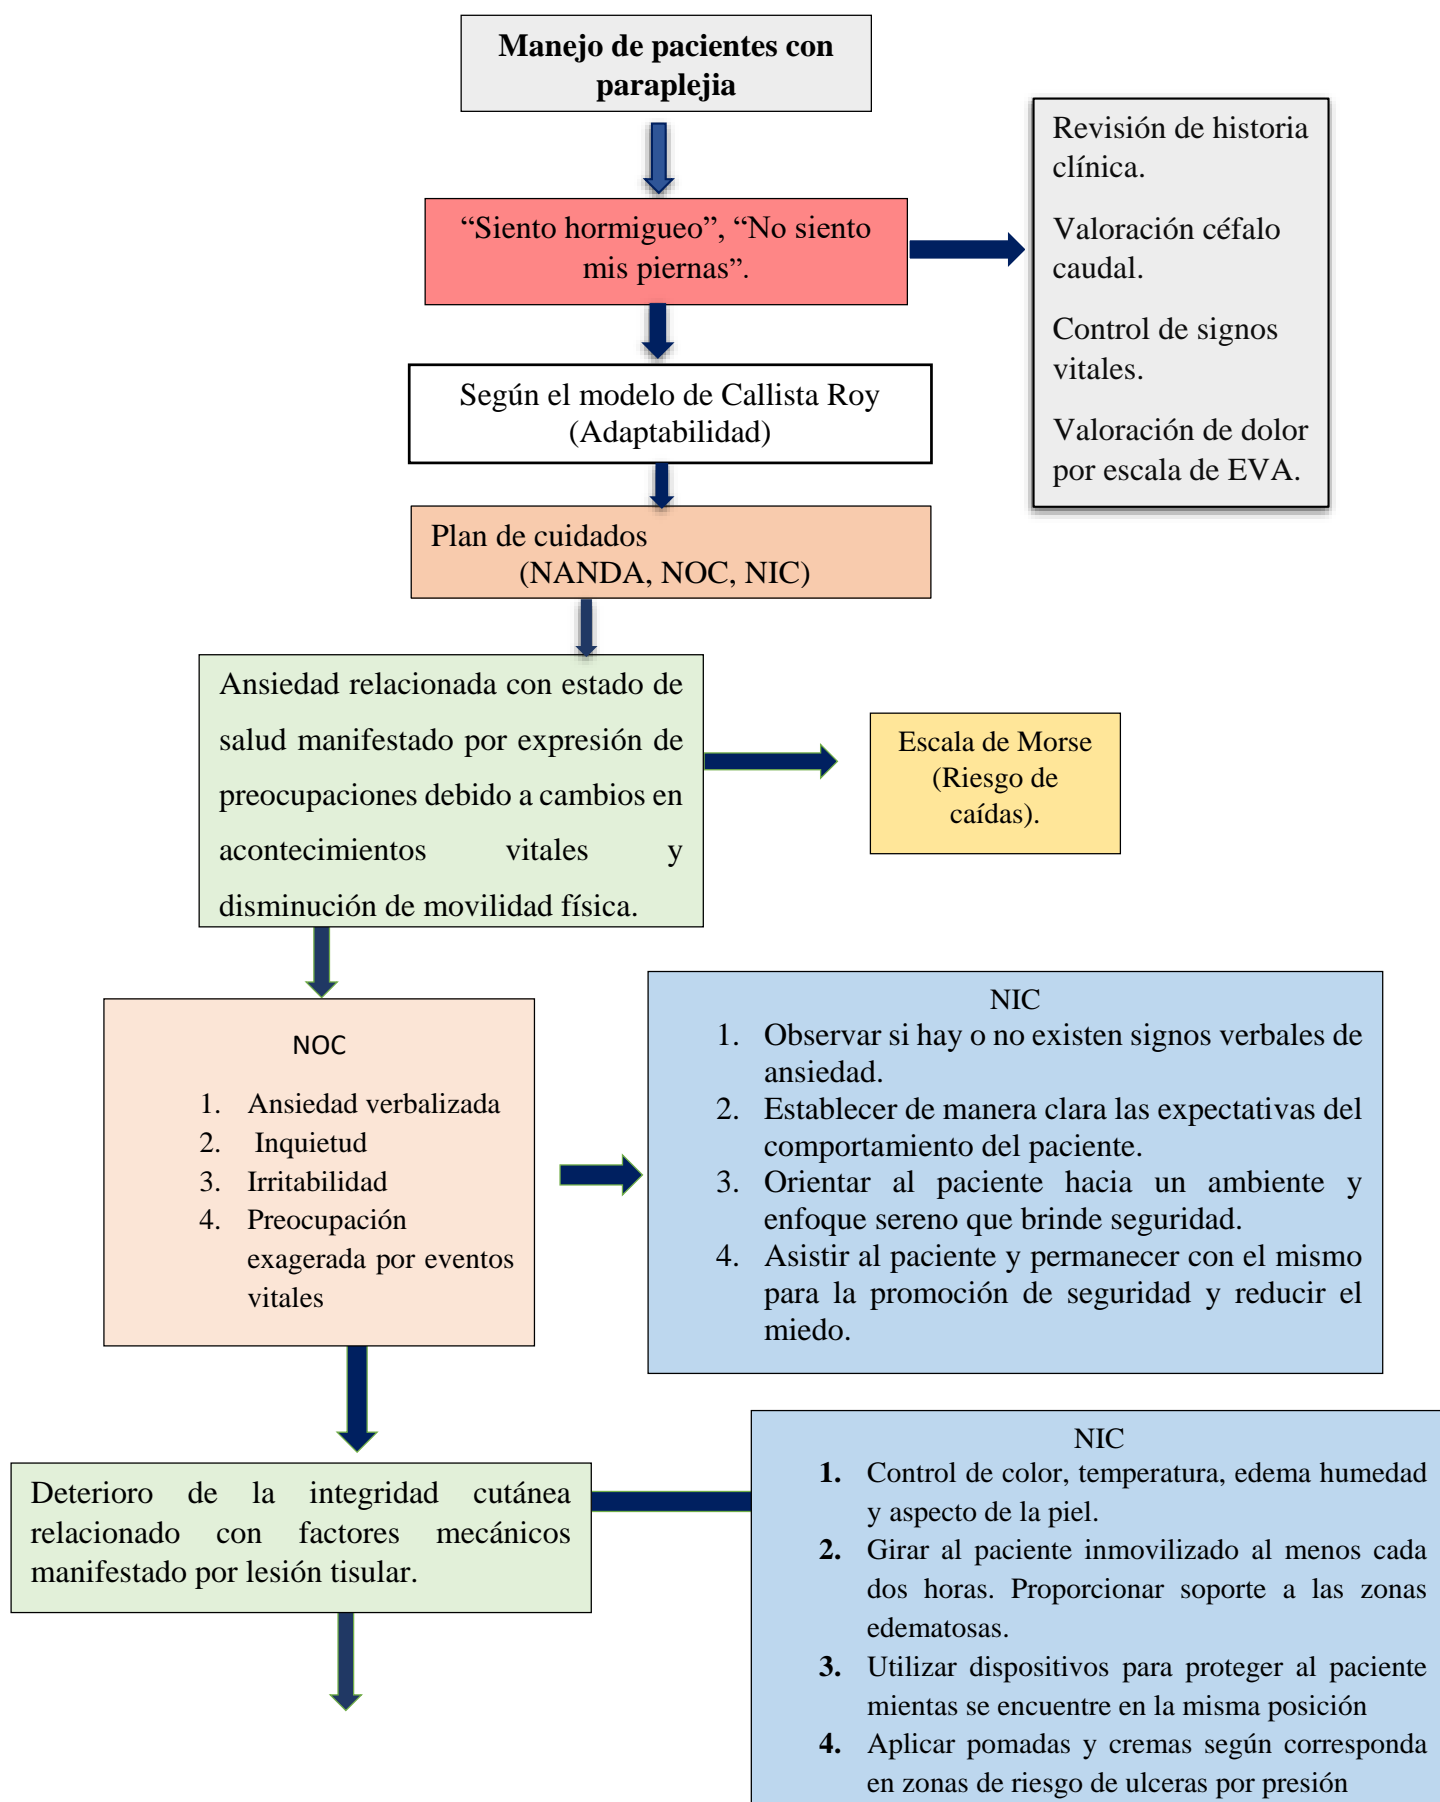 Manejo de pacientes con
paraplejia
Revisión de historia
clínica.
Valoración céfalo
caudal.
Control de signos
vitales.
Valoración de dolor
por escala de EVA.
“Siento hormigueo”, “No siento
mis piernas”.
Según el modelo de Callista Roy
(Adaptabilidad)
Plan de cuidados
(NANDA, NOC, NIC)
Ansiedad relacionada con estado de
salud manifestado por expresión de
preocupaciones debido a cambios en
acontecimientos vitales y
disminución de movilidad física.
Escala de Morse
(Riesgo de
caídas).
NOC
1. Ansiedad verbalizada
2. Inquietud
3. Irritabilidad
4. Preocupación
exagerada por eventos
vitales
NIC
1. Observar si hay o no existen signos verbales de
ansiedad.
2. Establecer de manera clara las expectativas del
comportamiento del paciente.
3. Orientar al paciente hacia un ambiente y
enfoque sereno que brinde seguridad.
4. Asistir al paciente y permanecer con el mismo
para la promoción de seguridad y reducir el
miedo.
Deterioro de la integridad cutánea
relacionado con factores mecánicos
manifestado por lesión tisular.
NIC
1. Control de color, temperatura, edema humedad
y aspecto de la piel.
2. Girar al paciente inmovilizado al menos cada
dos horas. Proporcionar soporte a las zonas
edematosas.
3. Utilizar dispositivos para proteger al paciente
mientas se encuentre en la misma posición
4. Aplicar pomadas y cremas según corresponda
en zonas de riesgo de ulceras por presión